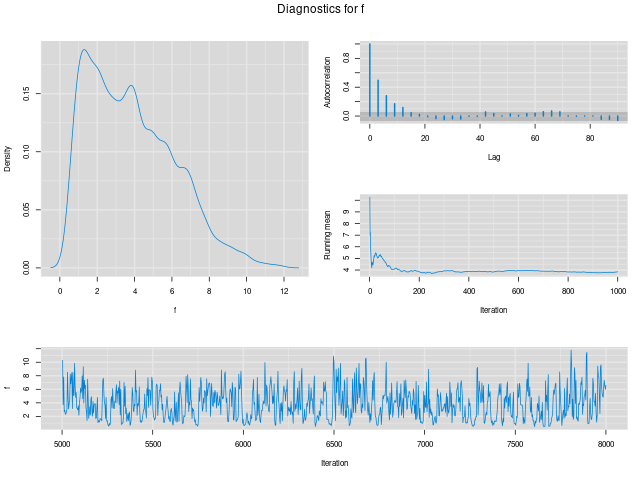 Diagnostics for f
Density
0.00 0.05 0.10 0.15
0 2 4 6 8 10 12
f
Autocorrelation
0.0 0.4 0.8
0 20 40 60 80
Lag
Running mean
4 5 6 7 8 9
0 200 400 600 800 1000
Iteration
f
2 4 6 8 10 12
5000 5500 6000 6500 7000 7500 8000
Iteration